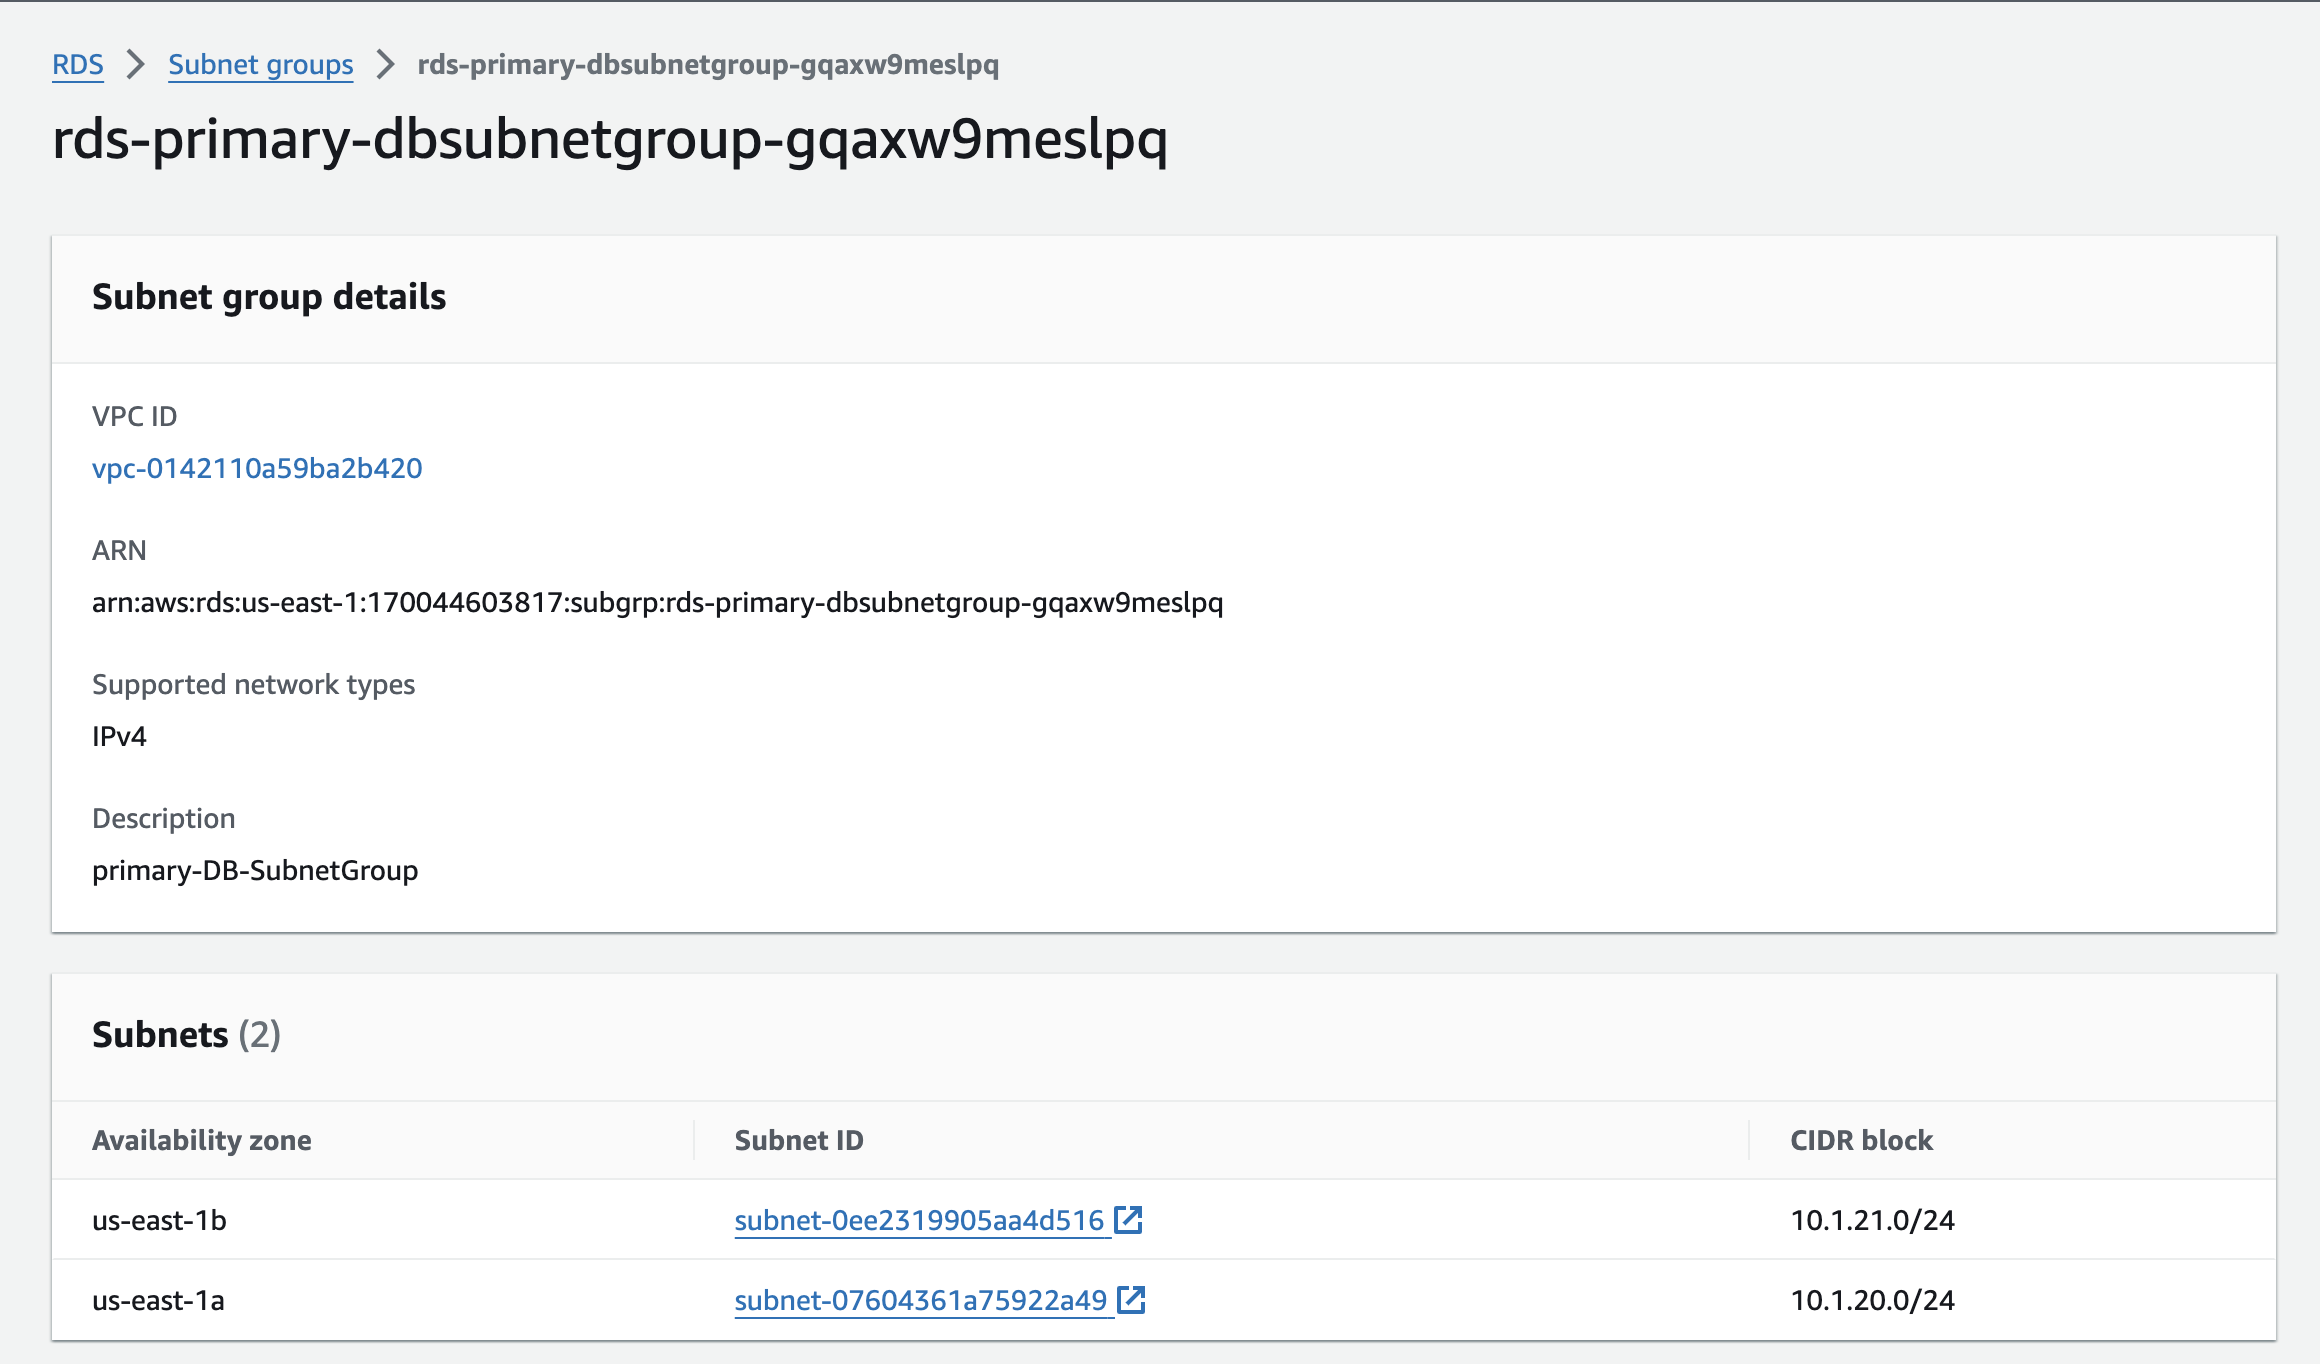 RDS > Subnet groups > rds-primary-dbsubnetgroup-gqaxw9meslpq
rds-primary-dbsubnetgroup-gqaxw9meslpq
Subnet group details
VPC ID
vpc-0142110a59ba2b420
ARN
arn:aws:rds:us-east-1:170044603817:subgrp:rds-primary-dbsubnetgroup-gqaxw9meslpq
Supported network types
IPv4
Description
primary-DB-SubnetGroup
Subnets (2)
Availability zone Subnet ID CIDR block
us-east-1b subnet-0ee2319905aa4d516 10.1.21.0/24
us-east-1a subnet-07604361a75922a49 10.1.20.0/24